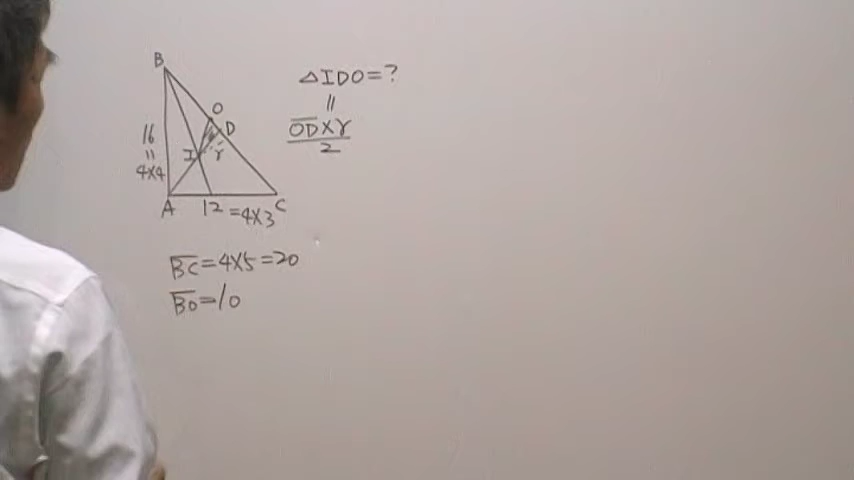 B
O
D
I
r
16
=
4×4
A
12 =4×3
C
△IDO=?
=
OD×r
2
BC=4×5=20
BO=10